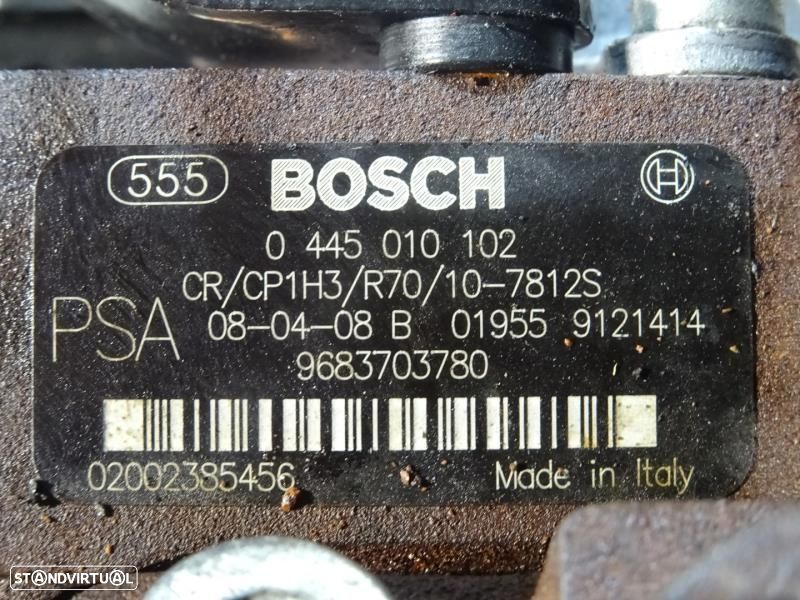 555 BOSCH
0 445 010 102
CR/CP1H3/R70/10-7812S
PSA 08-04-08 B 01955 9121414
9683703780
02002385456 Made in Italy
STANDVIRTUAL